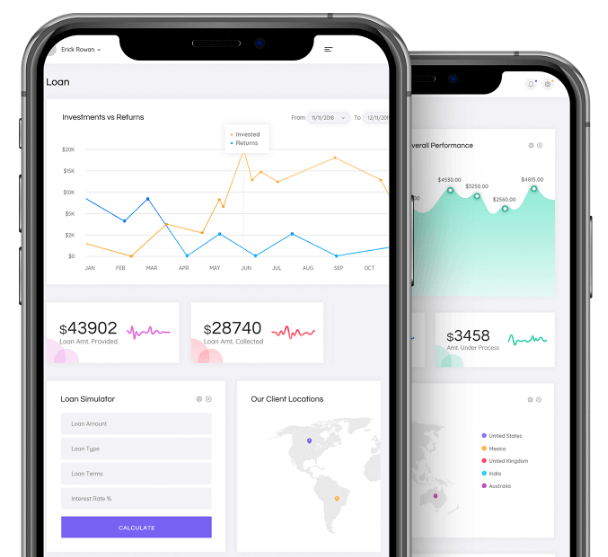 Erick Rowan
Loan
Investments vs Returns
From 11/11/2018 To 12/11/201
Invested
Returns
$20K
$15K
$10K
$5K
$2K
$0
JAN FEB MAR APR MAY JUN JUL AUG SEP OCT
$43902
Loan Amt. Provided
$28740
Loan Amt. Collected
Loan Simulator
Loan Amount
Loan Type
Loan Terms
Interest Rate %
CALCULATE
Our Client Locations
verall Performance
00
$4530.00
$3250.00
$2560.00
$4815.00
$3458
Amt. Under Process
United States
Mexico
United Kingdom
India
Australia